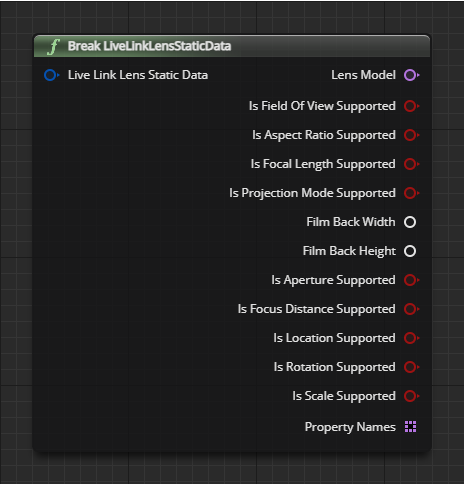 Break LiveLinkLensStaticData
Live Link Lens Static Data
Lens Model
Is Field Of View Supported
Is Aspect Ratio Supported
Is Focal Length Supported
Is Projection Mode Supported
Film Back Width
Film Back Height
Is Aperture Supported
Is Focus Distance Supported
Is Location Supported
Is Rotation Supported
Is Scale Supported
Property Names